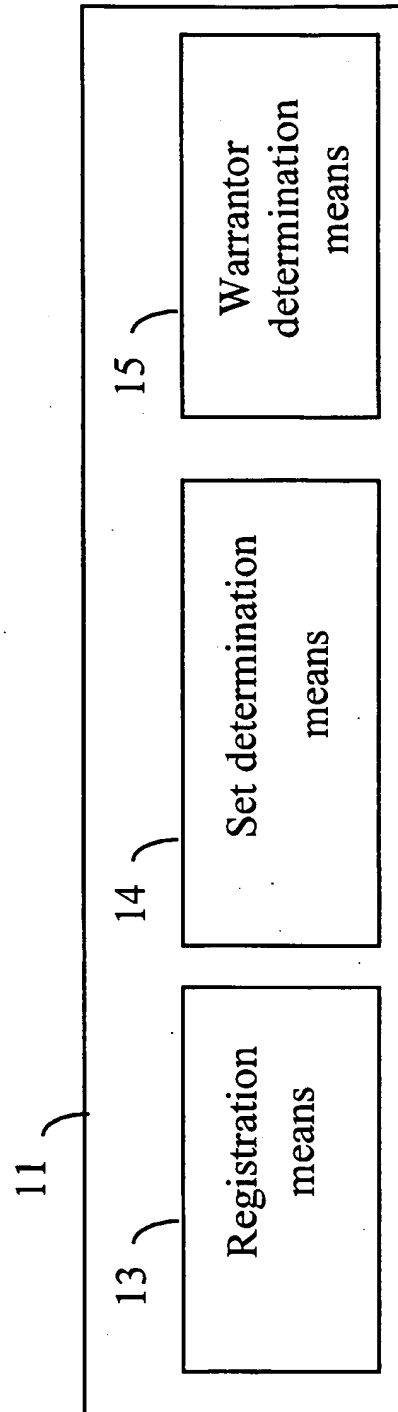 11
13
Registration
means
14
Set determination
means
15
Warrantor
determination
means